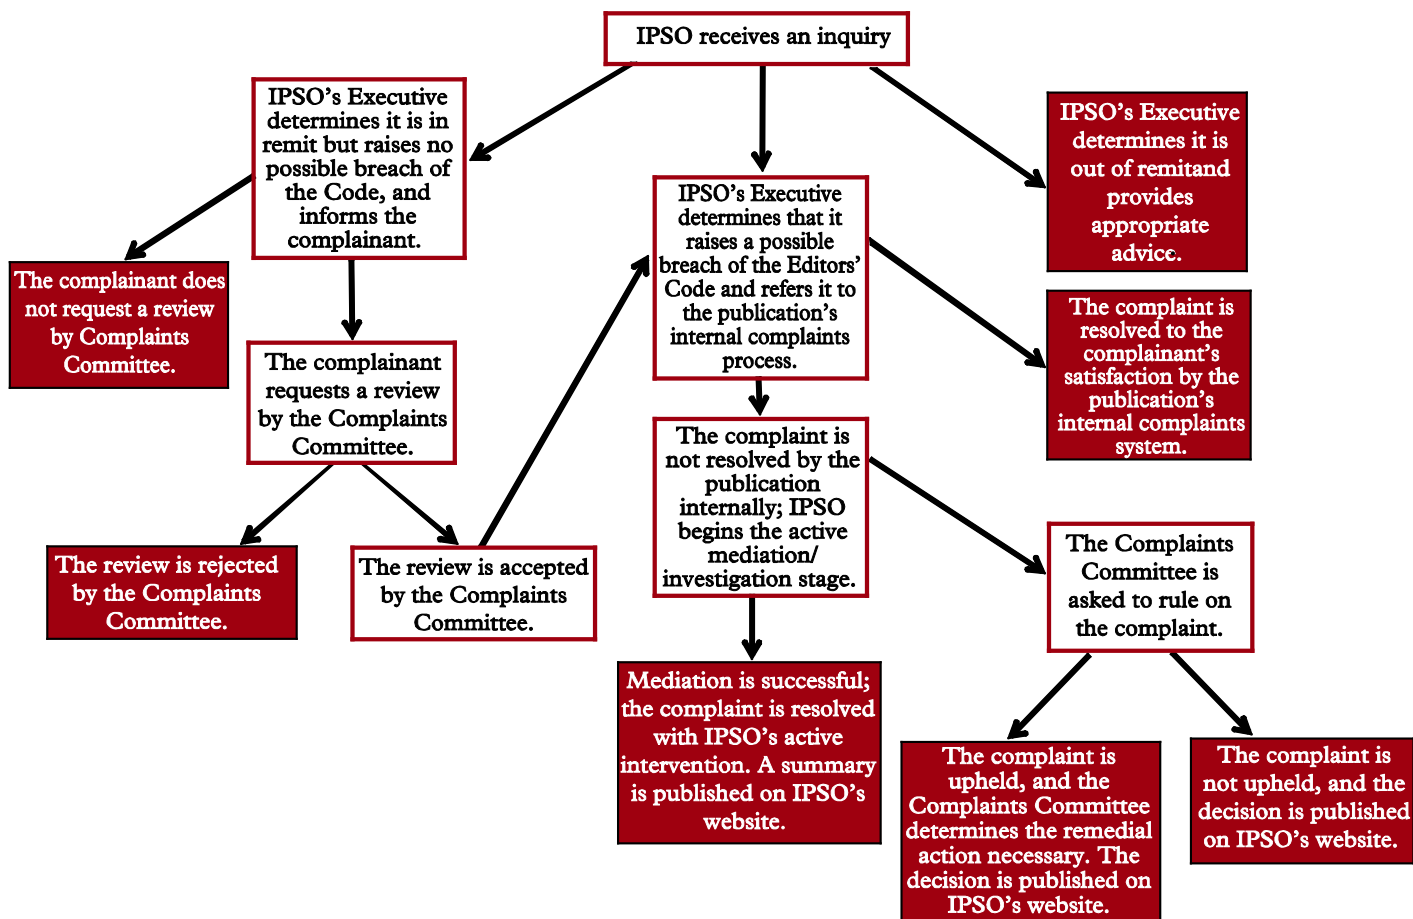 IPSO receives an inquiry
IPSO's Executive
determines it is in
remit but raises no
possible breach of
the Code, and
informs the
complainant.
IPSO's Executive
determines it is
out of remitand
provides
appropriate
advice.
IPSO's Executive
determines that it
raises a possible
breach of the Editors'
Code and refers it to
the publication's
internal complaints
process.
The complainant does
not request a review
by Complaints
Committee.
The complaint is
resolved to the
complainant's
satisfaction by the
publication's
internal complaints
system.
The complainant
requests a review
by the Complaints
Committee.
The complaint is
not resolved by the
publication
internally; IPSO
begins the active
mediation/
investigation stage.
The review is rejected
by the Complaints
Committee.
The review is accepted
by the Complaints
Committee.
The Complaints
Committee is
asked to rule on
the complaint.
Mediation is successful;
the complaint is resolved
with IPSO's active
intervention. A summary
is published on IPSO's
website.
The complaint is
upheld, and the
Complaints Committee
determines the remedial
action necessary. The
decision is published on
IPSO's website.
The complaint is
not upheld, and the
decision is published
on IPSO's website.